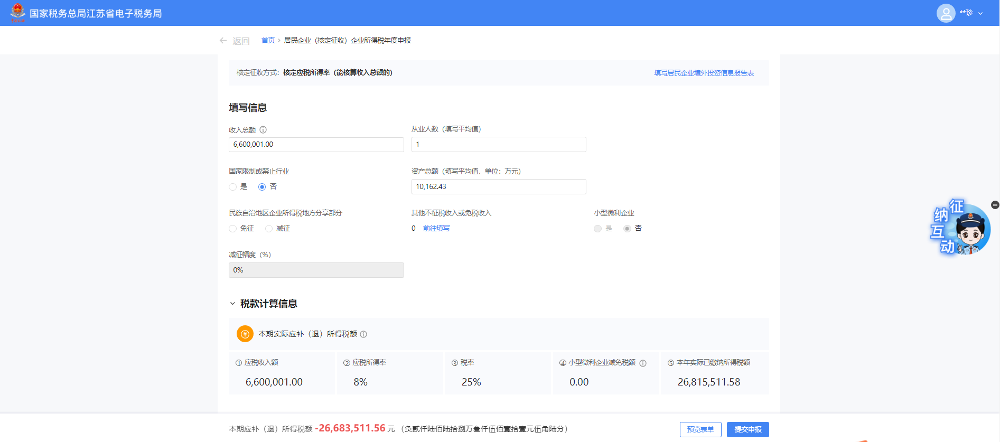 国家税务总局江苏省电子税务局
**珍
返回 首页 › 居民企业（核定征收）企业所得税年度申报
核定征收方式：核定应税所得率（能核算收入总额的） 填写居民企业境外投资信息报告表
填写信息
收入总额 从业人数（填写平均值）
6,600,001.00 1
国家限制或禁止行业 资产总额（填写平均值，单位：万元）
是 否 10,162.43
民族自治地区企业所得税地方分享部分 其他不征税收入或免税收入 小型微利企业
免征 减征 0 前往填写 是 否
减征幅度（%）
0%
税款计算信息
本期实际应补（退）所得税额
① 应税收入额 ② 应税所得率 ③ 税率 ④ 小型微利企业减免税额 ⑤ 本年实际已缴纳所得税额
6,600,001.00 8% 25% 0.00 26,815,511.58
本期应补（退）所得税额 -26,683,511.56 元 （负贰仟陆佰陆拾捌万叁仟伍佰壹拾壹元伍角陆分） 预览表单 提交申报
征纳互动